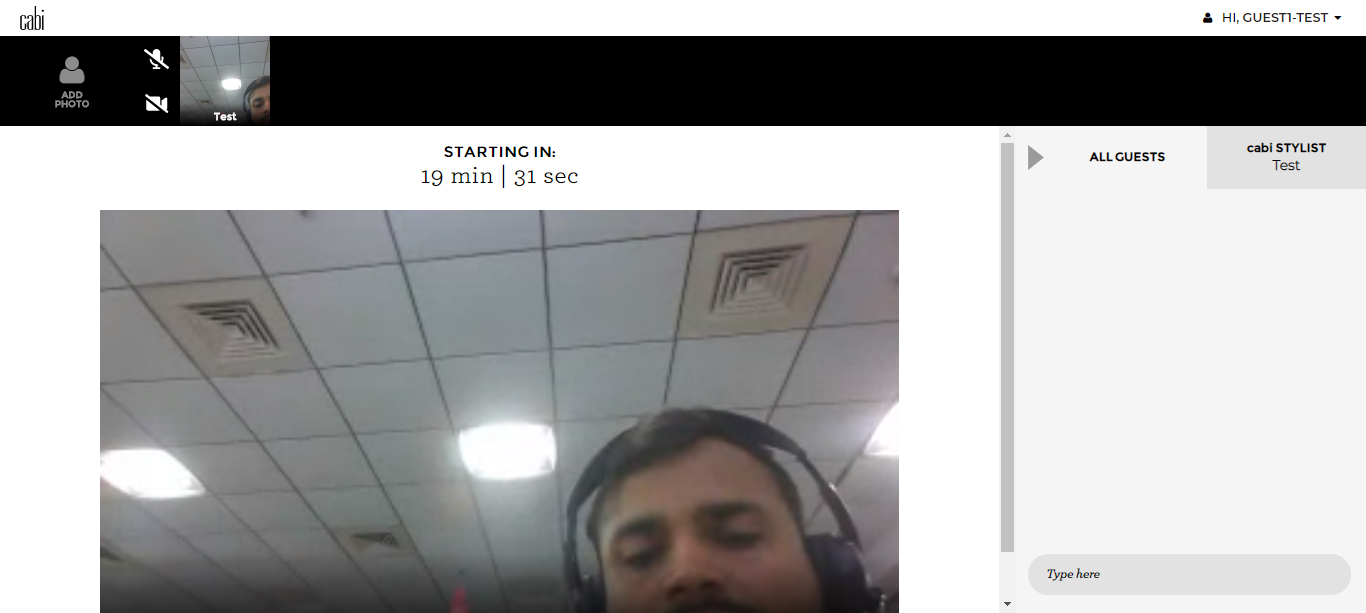 cabi
HI, GUEST1-TEST
ADD
PHOTO
Test
STARTING IN:
19 min | 31 sec
ALL GUESTS
cabi STYLIST
Test
Type here